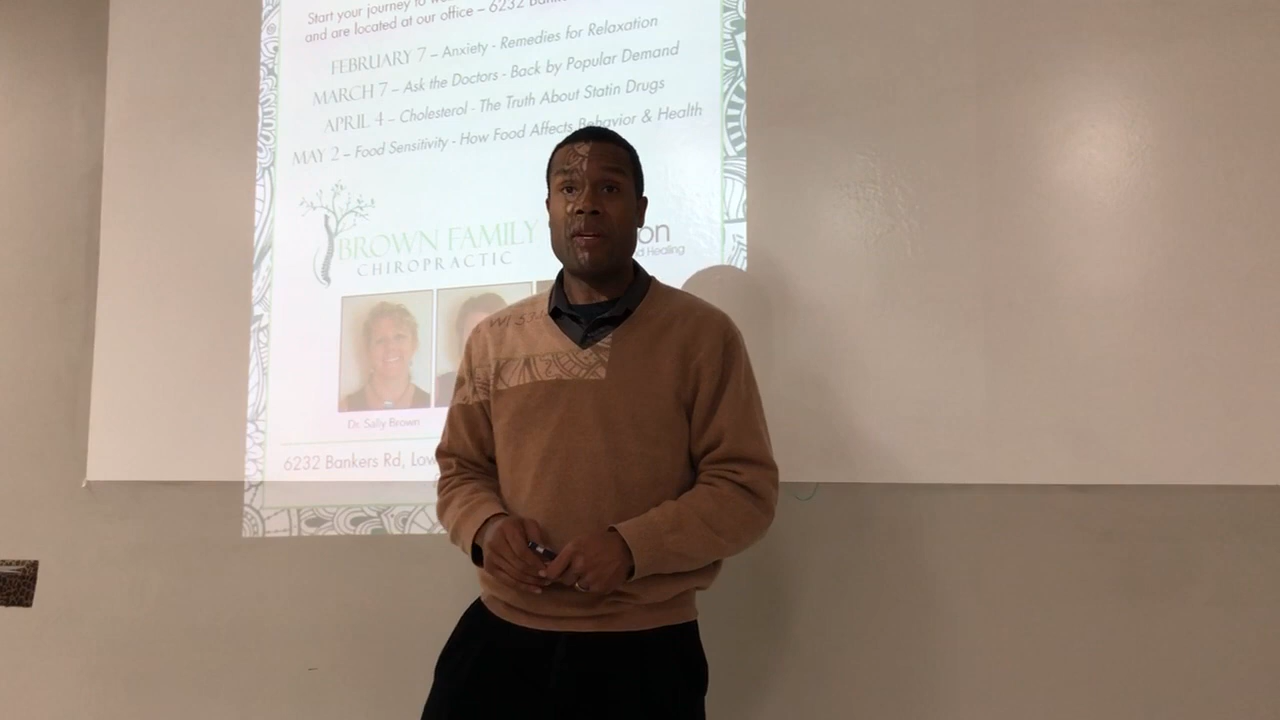 Start your journey to
and are located at our office – 6232
FEBRUARY 7 – Anxiety - Remedies for Relaxation
MARCH 7 – Ask the Doctors - Back by Popular Demand
APRIL 4 – Cholesterol - The Truth About Statin Drugs
MAY 2 – Food Sensitivity - How Food Affects Behavior & Health
BROWN FAMILY
CHIROPRACTIC
on
Healing
Dr. Sally Brown
6232 Bankers Rd,